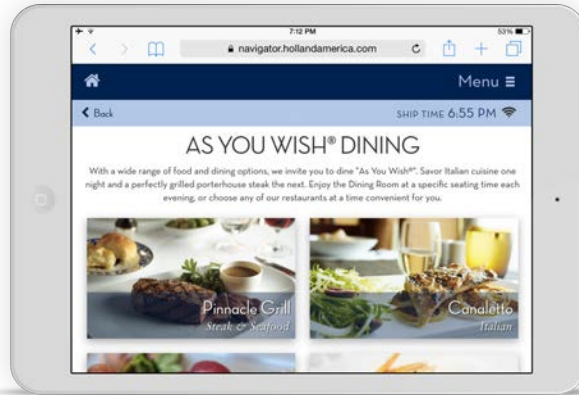 7:12 PM
53%
navigator.hollandamerica.com
Menu
Back
SHIP TIME 6:55 PM
AS YOU WISH® DINING
With a wide range of food and dining options, we invite you to dine "As You Wish®". Savor Italian cuisine one
night and a perfectly grilled porterhouse steak the next. Enjoy the Dining Room at a specific seating time each
evening, or choose any of our restaurants at a time convenient for you.
Pinnacle Grill
Steak & Seafood
Canaletto
Italian